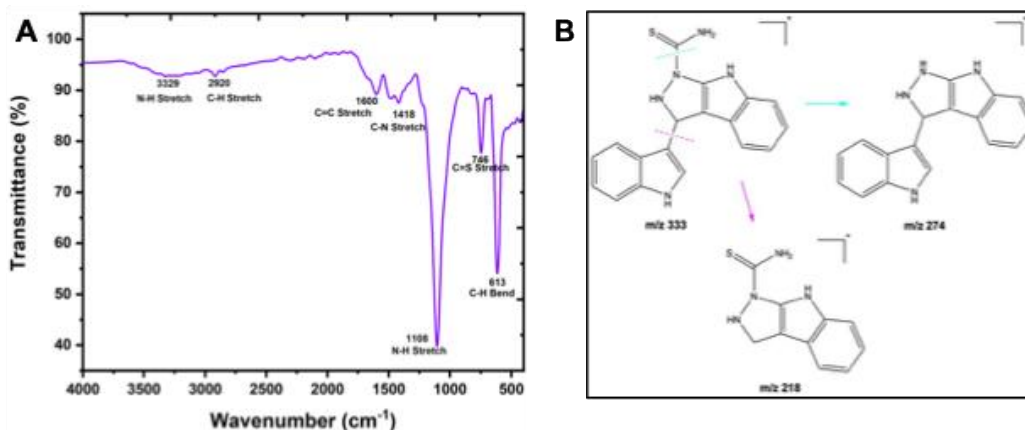 A
Transmittance (%)
100
90
80
70
60
50
40
3329
N-H Stretch
2920
C-H Stretch
1600
C=C Stretch
1418
C-N Stretch
746
C=S Stretch
613
C-H Bend
1108
N-H Stretch
4000
3500
3000
2500
2000
1500
1000
500
Wavenumber (cm⁻¹)
B
S
NH₂
N
H
N
HN
N
H
m/z 333
H
N
H
N
HN
N
H
m/z 274
S
NH₂
N
H
N
HN
m/z 218